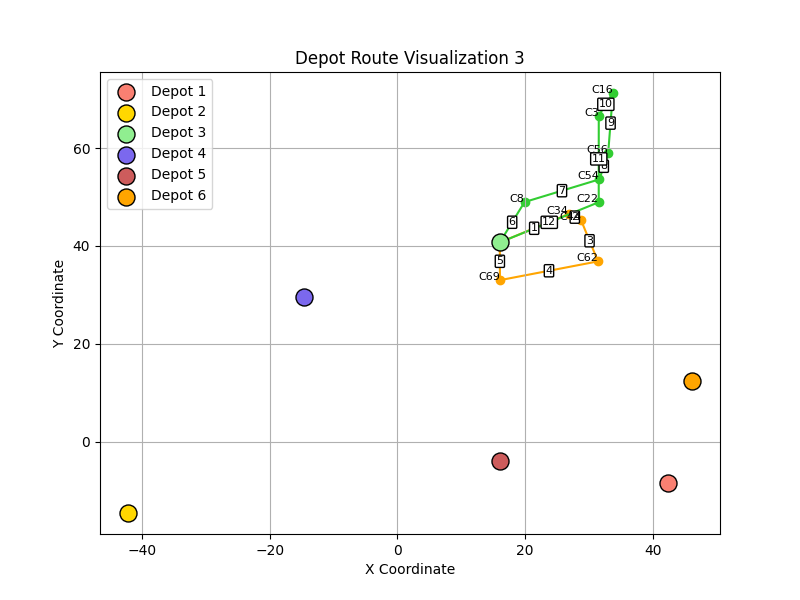 Depot Route Visualization 3
Depot 1
Depot 2
Depot 3
Depot 4
Depot 5
Depot 6
C16
10
C3
9
C56
11
8
C54
7
C8
C22
C34
6
12
1
3
C62
5
4
C69
60
40
20
0
Y Coordinate
−40
−20
0
20
40
X Coordinate